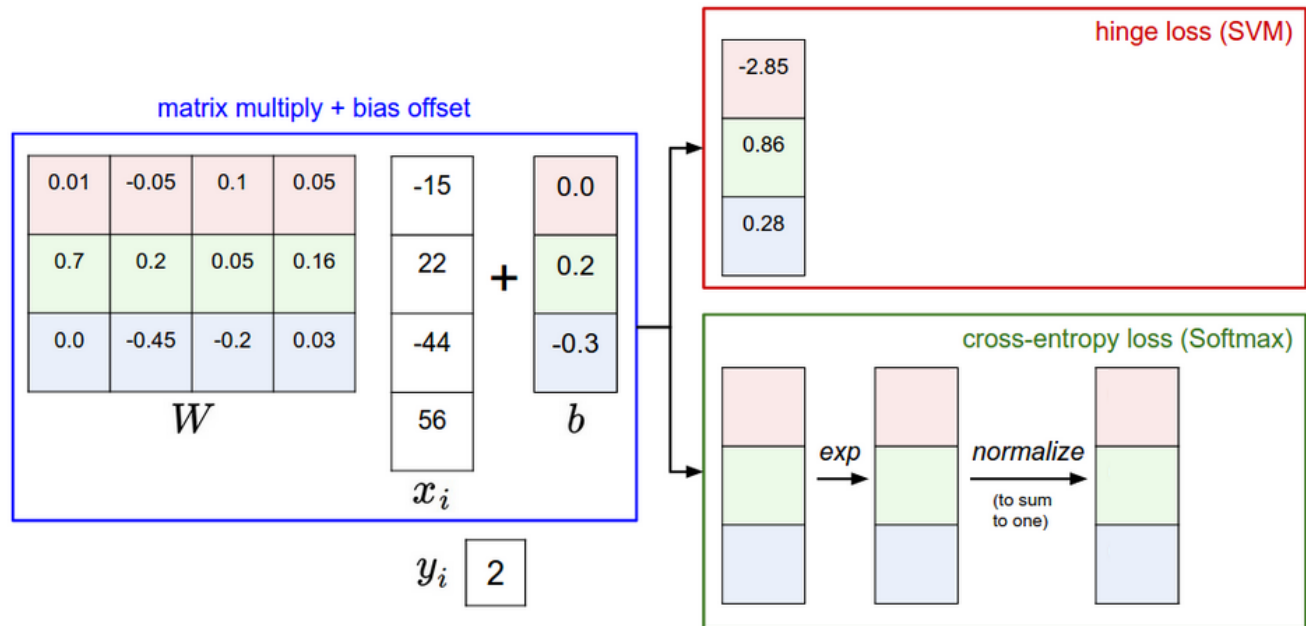 matrix multiply + bias offset
0.01 -0.05 0.1 0.05
0.7 0.2 0.05 0.16
0.0 -0.45 -0.2 0.03
W
-15
22
-44
56
x_i
+
0.0
0.2
-0.3
b
y_i 2
hinge loss (SVM)
-2.85
0.86
0.28
cross-entropy loss (Softmax)
exp
normalize
(to sum
to one)